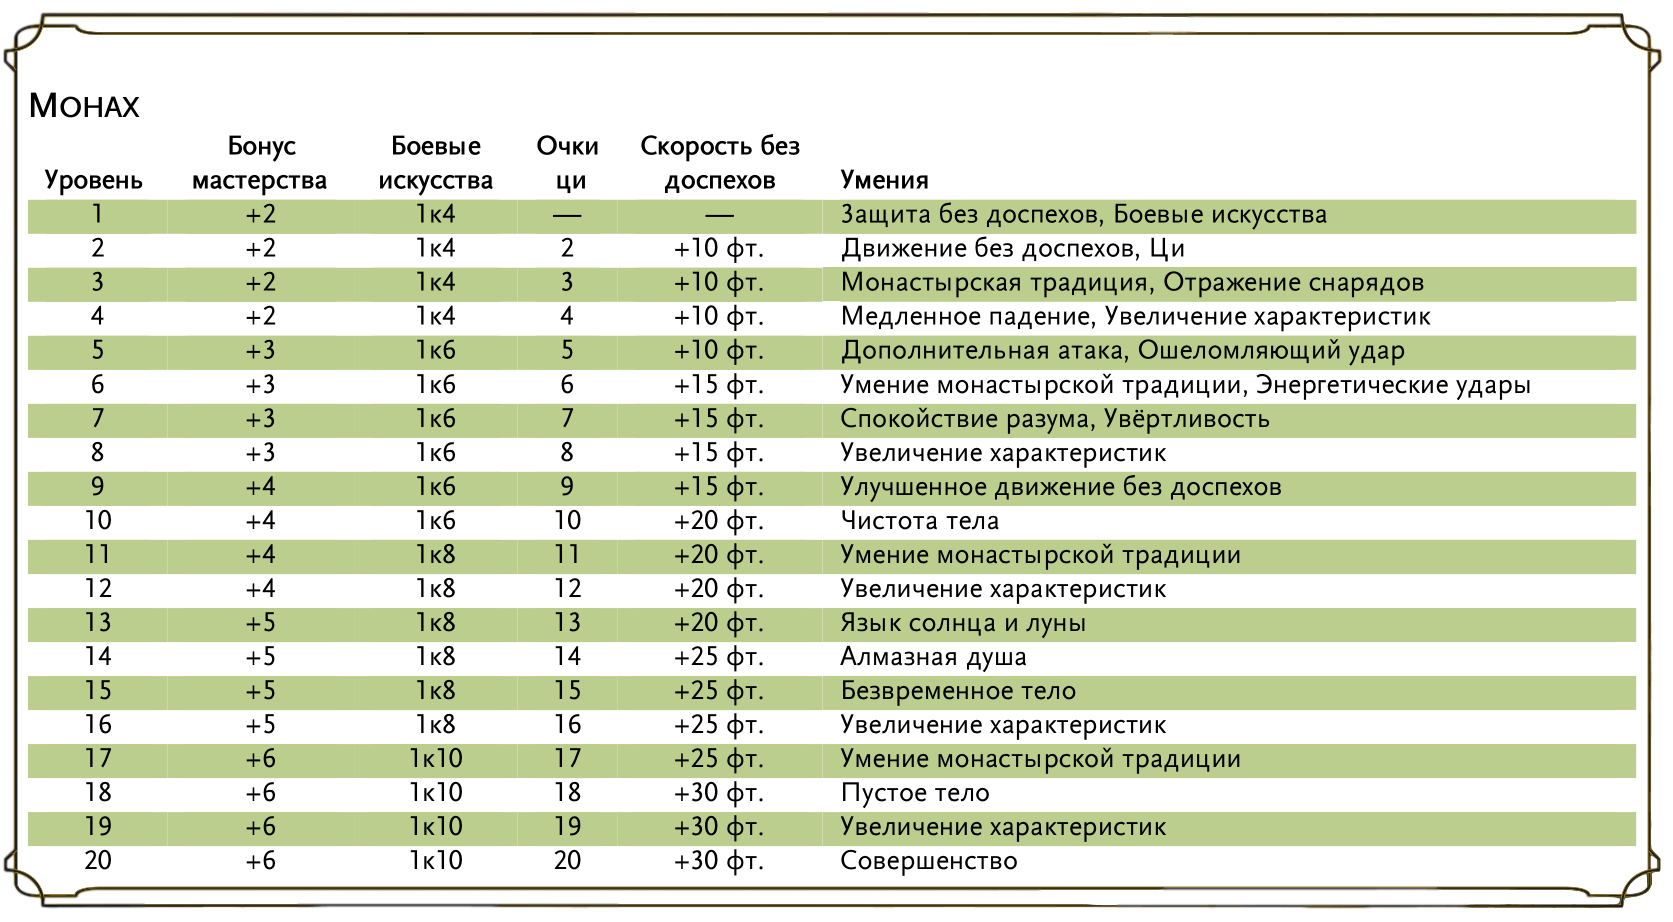 Монах
Бонус Боевые Очки Скорость без
Уровень мастерства искусства ци доспехов Умения
1 +2 1к4 — — Защита без доспехов, Боевые искусства
2 +2 1к4 2 +10 фт. Движение без доспехов, Ци
3 +2 1к4 3 +10 фт. Монастырская традиция, Отражение снарядов
4 +2 1к4 4 +10 фт. Медленное падение, Увеличение характеристик
5 +3 1к6 5 +10 фт. Дополнительная атака, Ошеломляющий удар
6 +3 1к6 6 +15 фт. Умение монастырской традиции, Энергетические удары
7 +3 1к6 7 +15 фт. Спокойствие разума, Увёртливость
8 +3 1к6 8 +15 фт. Увеличение характеристик
9 +4 1к6 9 +15 фт. Улучшенное движение без доспехов
10 +4 1к6 10 +20 фт. Чистота тела
11 +4 1к8 11 +20 фт. Умение монастырской традиции
12 +4 1к8 12 +20 фт. Увеличение характеристик
13 +5 1к8 13 +20 фт. Язык солнца и луны
14 +5 1к8 14 +25 фт. Алмазная душа
15 +5 1к8 15 +25 фт. Безвременное тело
16 +5 1к8 16 +25 фт. Увеличение характеристик
17 +6 1к10 17 +25 фт. Умение монастырской традиции
18 +6 1к10 18 +30 фт. Пустое тело
19 +6 1к10 19 +30 фт. Увеличение характеристик
20 +6 1к10 20 +30 фт. Совершенство